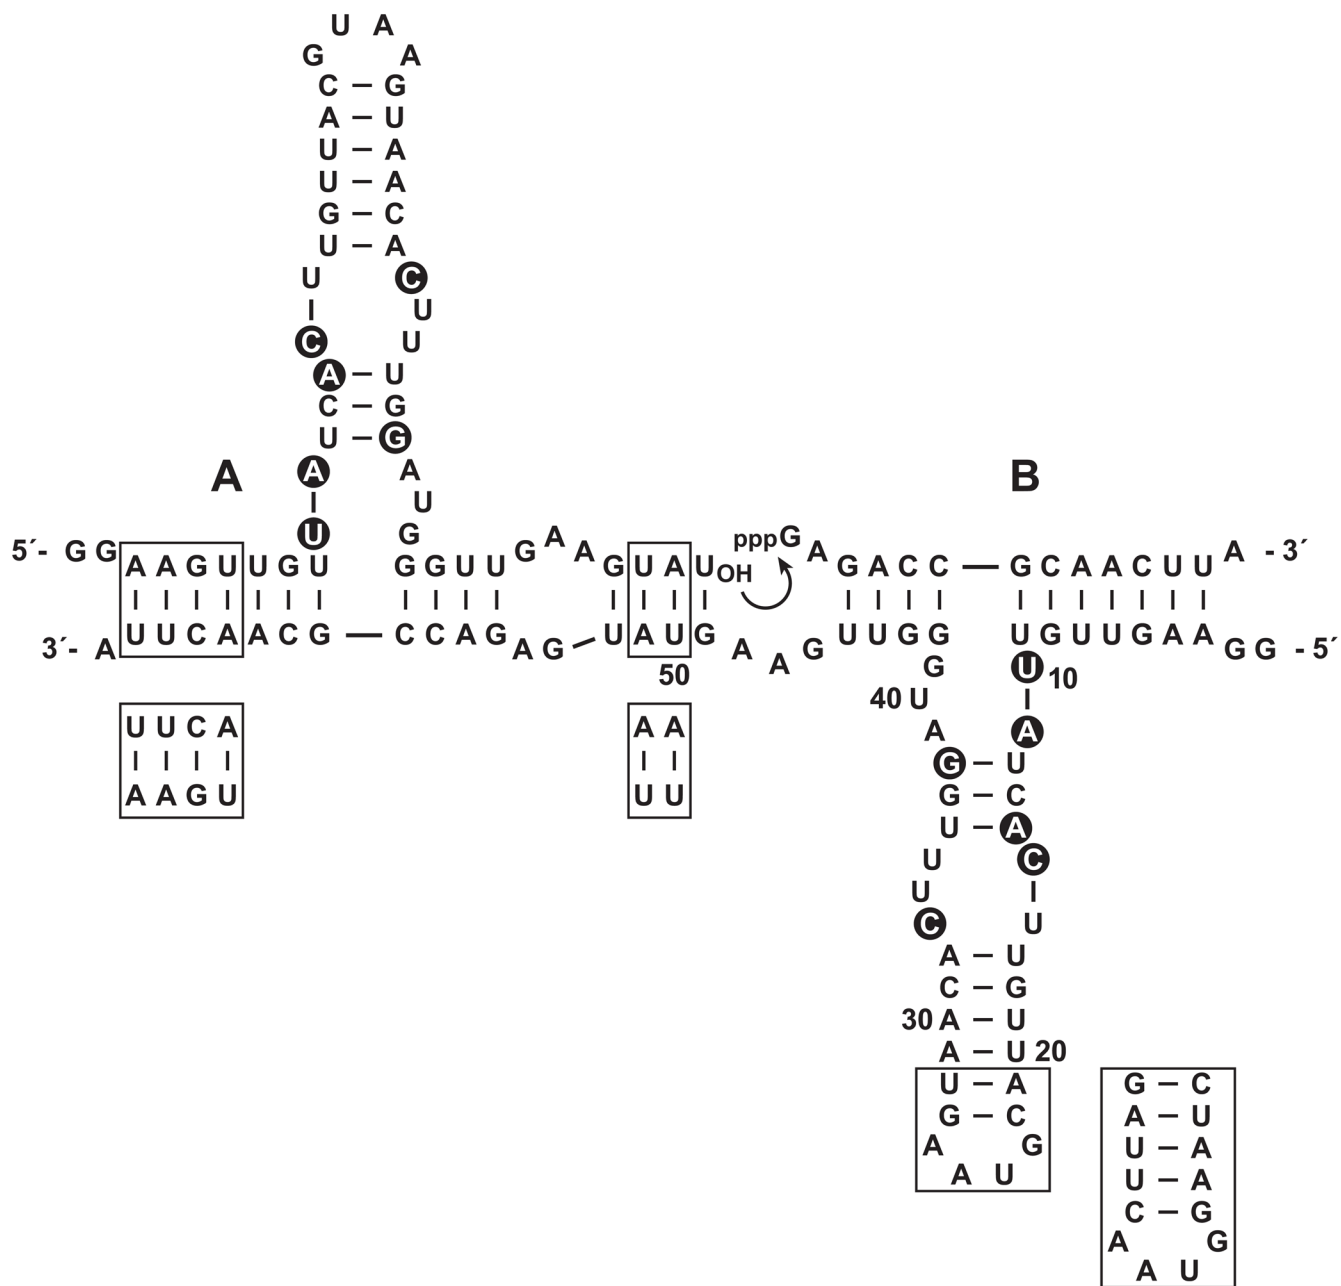 U A
G A
C – G
A – U
U – A
U – A
G – C
U – A
U C
U
C U
A – U
C – G
U – G
A A
U
A B
U G
5´- G G A A G U U G U G G U U G A A G U A U OH pppG A G A C C — G C A A C U U A - 3´
3´- A U U C A A C G — C C A G A G U A U G A A G U U G G U G U U G A A G G - 5´
50
G U 10
40 U
A A
U U C A A A
G – U
A A G U U U
G – C
U – A
U C
U
C U
A – U
C – G
30 A – U
A – U 20
U – A G – C
G – C A – U
A G U – A
A U U – A
C – G
A G
A U